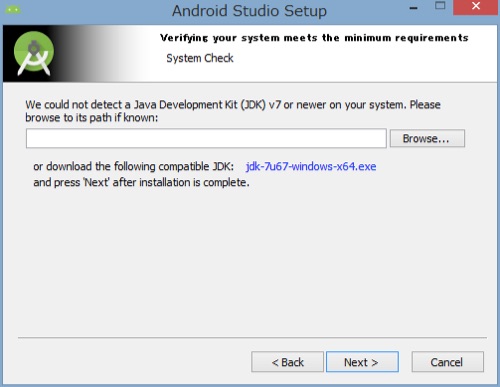 Android Studio Setup
Verifying your system meets the minimum requirements
System Check
We could not detect a Java Development Kit (JDK) v7 or newer on your system. Please
browse to its path if known:
Browse...
or download the following compatible JDK: jdk-7u67-windows-x64.exe
and press 'Next' after installation is complete.
< Back Next > Cancel